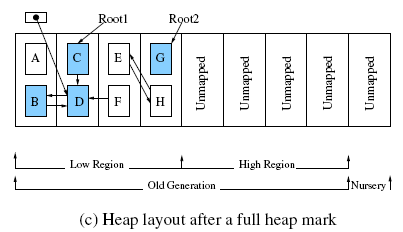 Root1 Root2
A C E G
B D F H
Unmapped Unmapped Unmapped Unmapped Unmapped
Low Region High Region
Old Generation Nursery
(c) Heap layout after a full heap mark